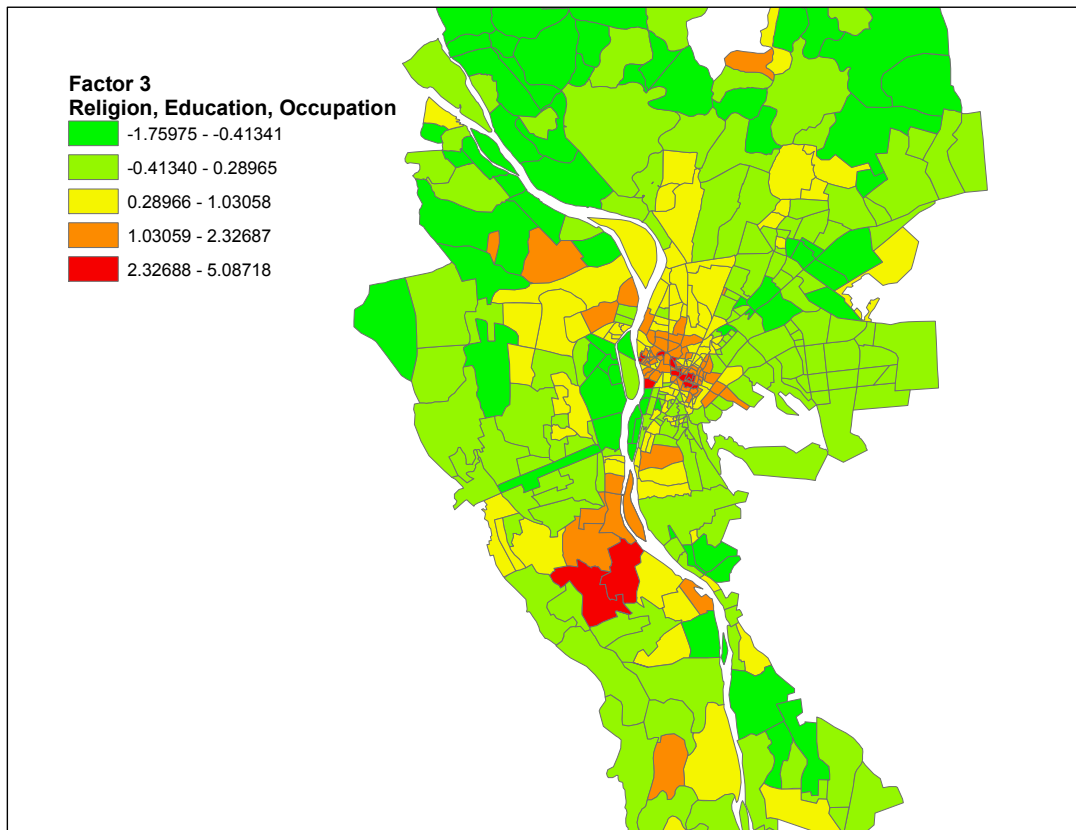 Factor 3
Religion, Education, Occupation
-1.75975 - -0.41341
-0.41340 - 0.28965
0.28966 - 1.03058
1.03059 - 2.32687
2.32688 - 5.08718